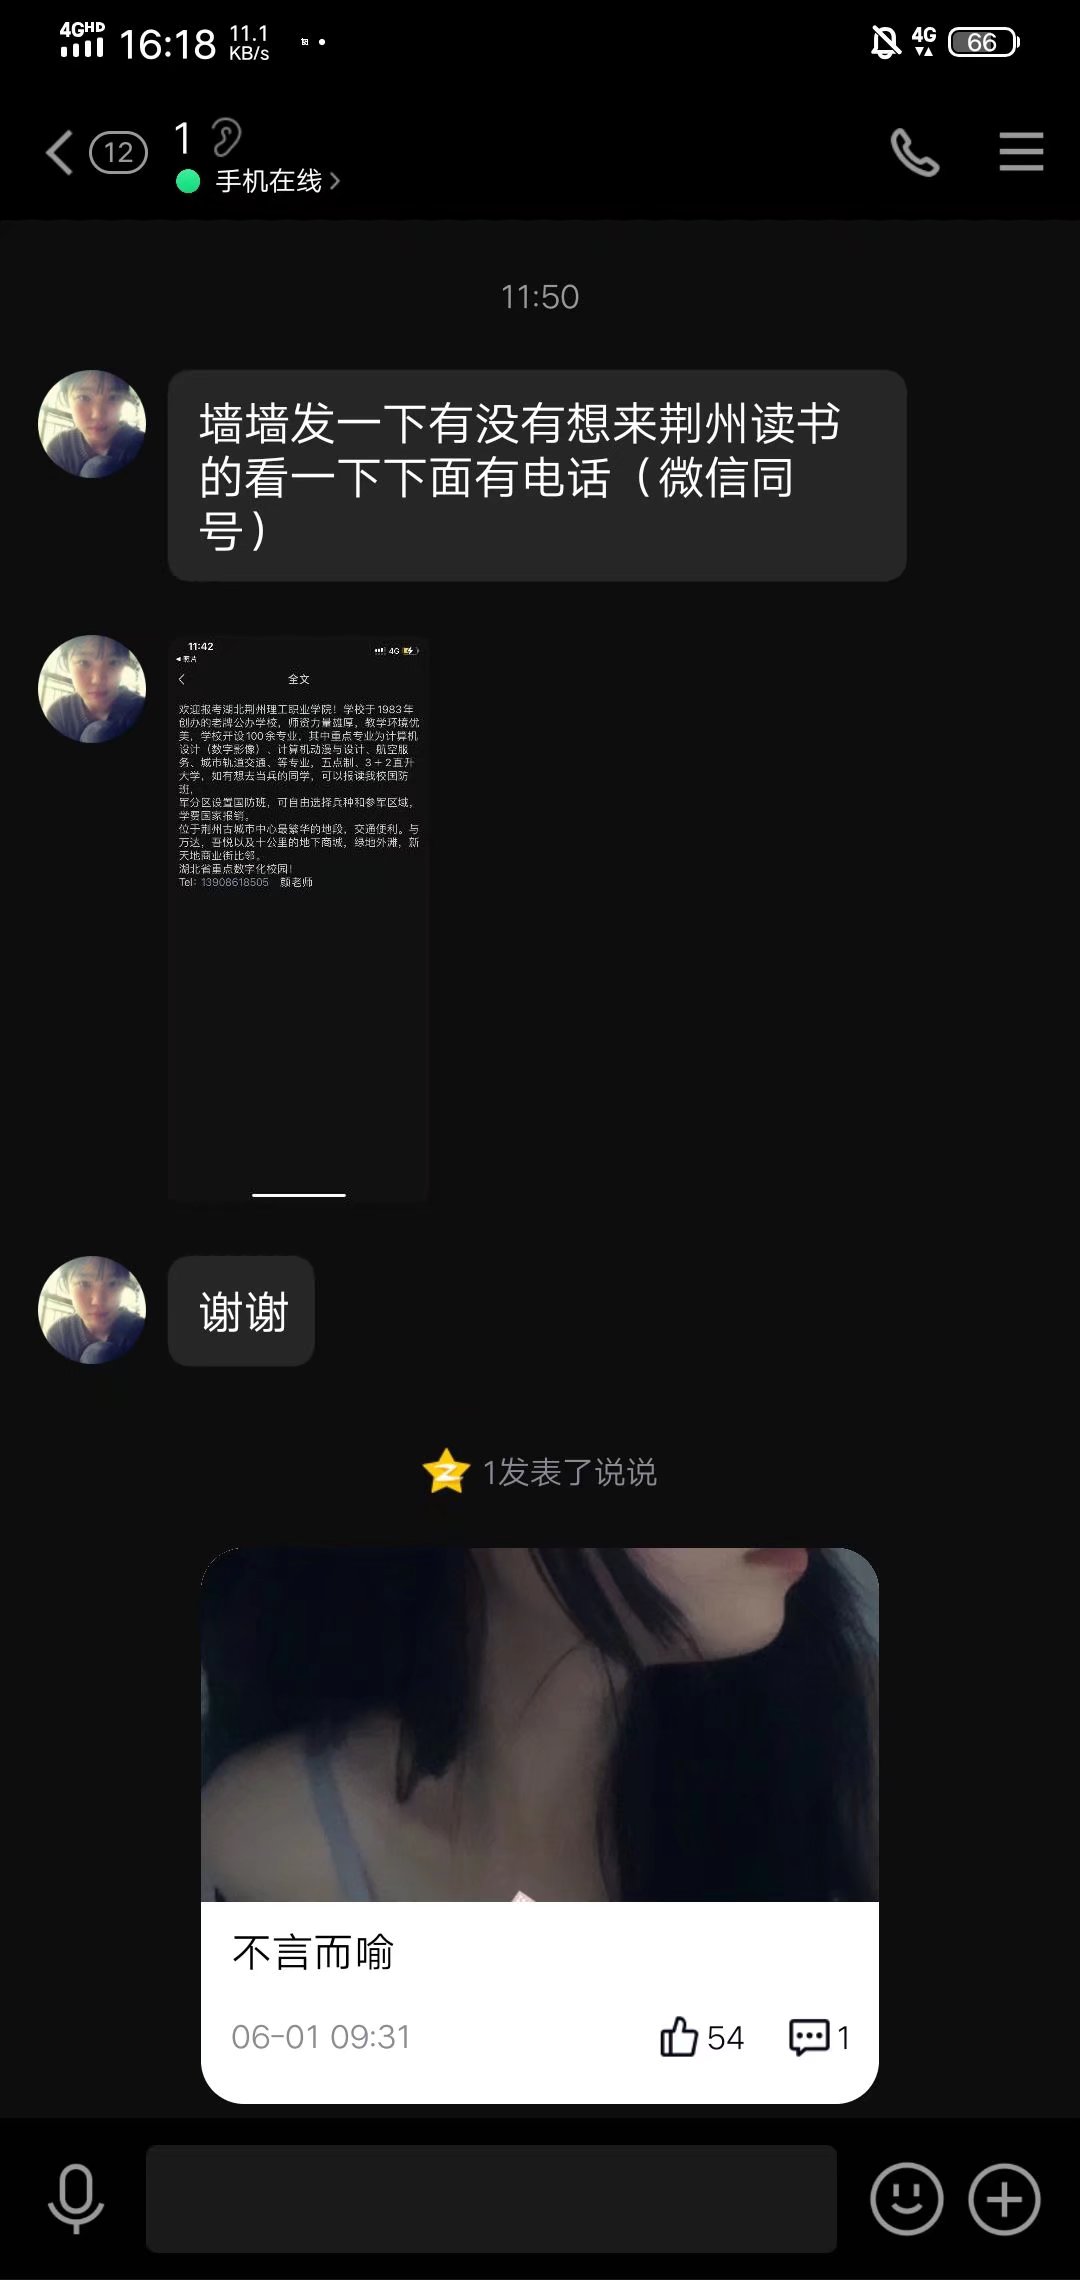 4GHD 16:18 11.1 KB/s 4G 66
12 1
手机在线
11:50
墙墙发一下有没有想来荆州读书
的看一下下面有电话（微信同
号）
11:42 4G
照片
全文
欢迎报考湖北荆州理工职业学院！学校于1983年
创办的老牌公办学校，师资力量雄厚，教学环境优
美，学校开设100余专业，其中重点专业为计算机
设计（数字影像）、计算机动漫与设计、航空服
务、城市轨道交通、等专业，五点制、3＋2直升
大学，如有想去当兵的同学，可以报读我校国防
班，
军分区设置国防班，可自由选择兵种和参军区域，
学费国家报销。
位于荆州古城市中心最繁华的地段，交通便利。与
万达，吾悦以及十公里的地下商城，绿地外滩，新
天地商业街比邻。
湖北省重点数字化校园！
Tel：13908618505 颜老师
谢谢
1发表了说说
不言而喻
06-01 09:31 54 1